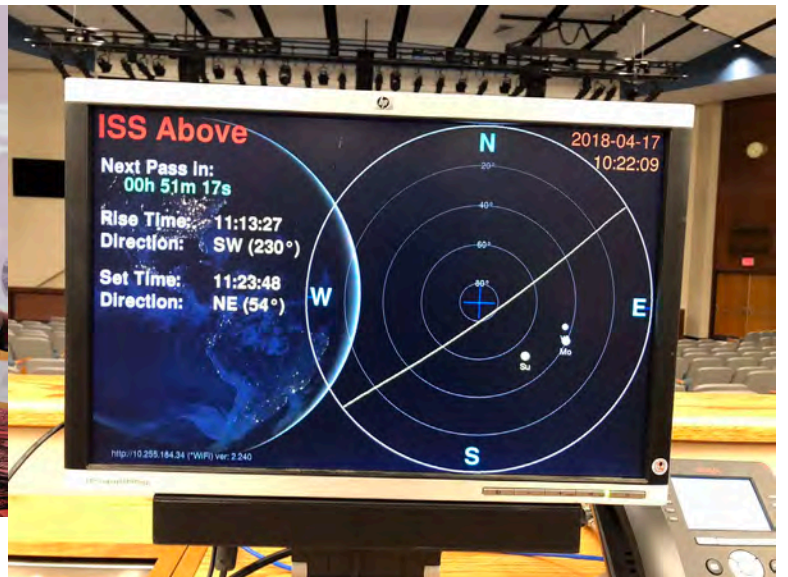 hp
ISS Above
Next Pass in:
00h 51m 17s
Rise Time: 11:13:27
Direction: SW (230°)
Set Time: 11:23:48
Direction: NE (54°)
2018-04-17
10:22:09
N
20°
40°
60°
80°
W
E
Mo
Su
S
http://10.255.184.34 (*WiFi) ver: 2.240